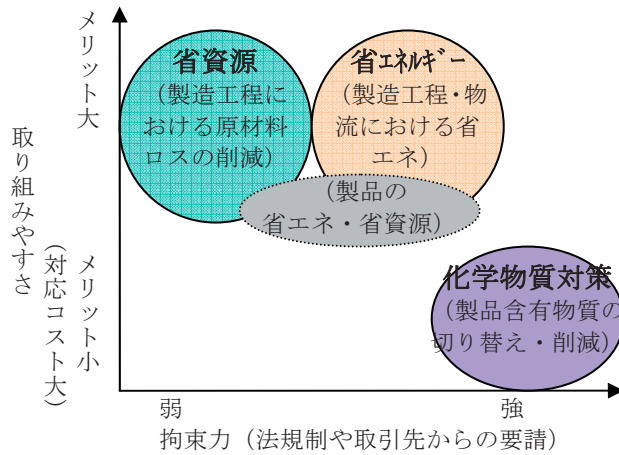 メリット大
取り組みやすさ
メリット小
(対応コスト大)
省資源
(製造工程に
おける原材料
ロスの削減)
省エネルギー
(製造工程・物
流における省
エネ)
(製品の
省エネ・省資源)
化学物質対策
(製品含有物質の
切り替え・削減)
弱
強
拘束力（法規制や取引先からの要請）